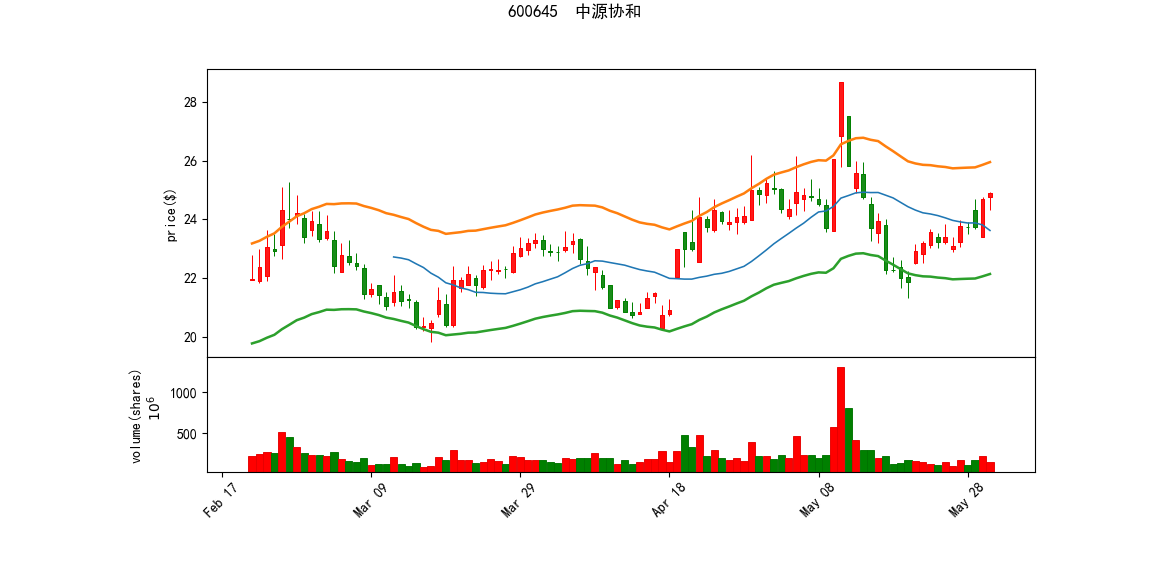 600645 中源协和
28
26
24
22
20
price($)
1000
500
volume(shares)
10^6
Feb 17
Mar 09
Mar 29
Apr 18
May 08
May 28